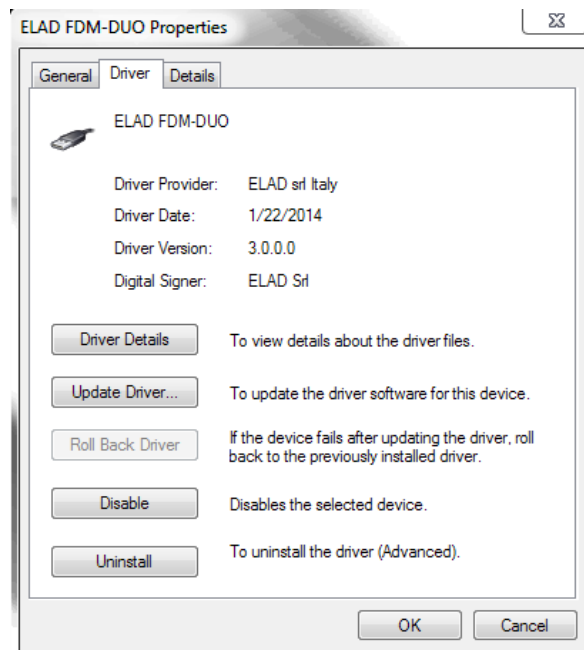 ELAD FDM-DUO Properties
General Driver Details
ELAD FDM-DUO
Driver Provider: ELAD srl Italy
Driver Date: 1/22/2014
Driver Version: 3.0.0.0
Digital Signer: ELAD Srl
Driver Details To view details about the driver files.
Update Driver... To update the driver software for this device.
Roll Back Driver If the device fails after updating the driver, roll
back to the previously installed driver.
Disable Disables the selected device.
Uninstall To uninstall the driver (Advanced).
OK Cancel